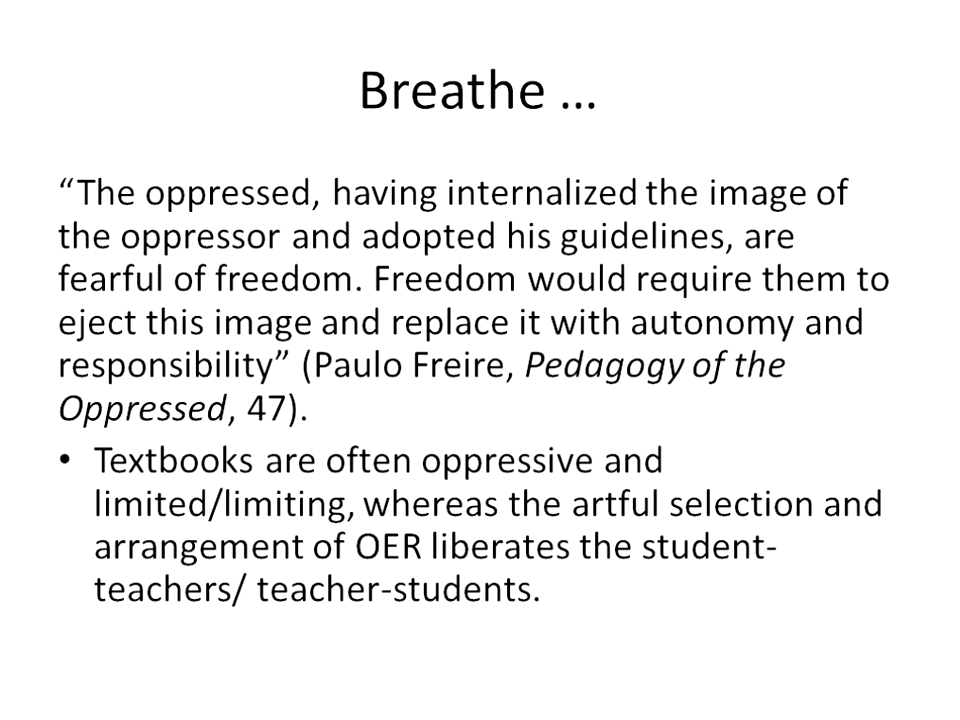 Breathe …
“The oppressed, having internalized the image of
the oppressor and adopted his guidelines, are
fearful of freedom. Freedom would require them to
eject this image and replace it with autonomy and
responsibility” (Paulo Freire, Pedagogy of the
Oppressed, 47).
• Textbooks are often oppressive and
limited/limiting, whereas the artful selection and
arrangement of OER liberates the student-
teachers/ teacher-students.